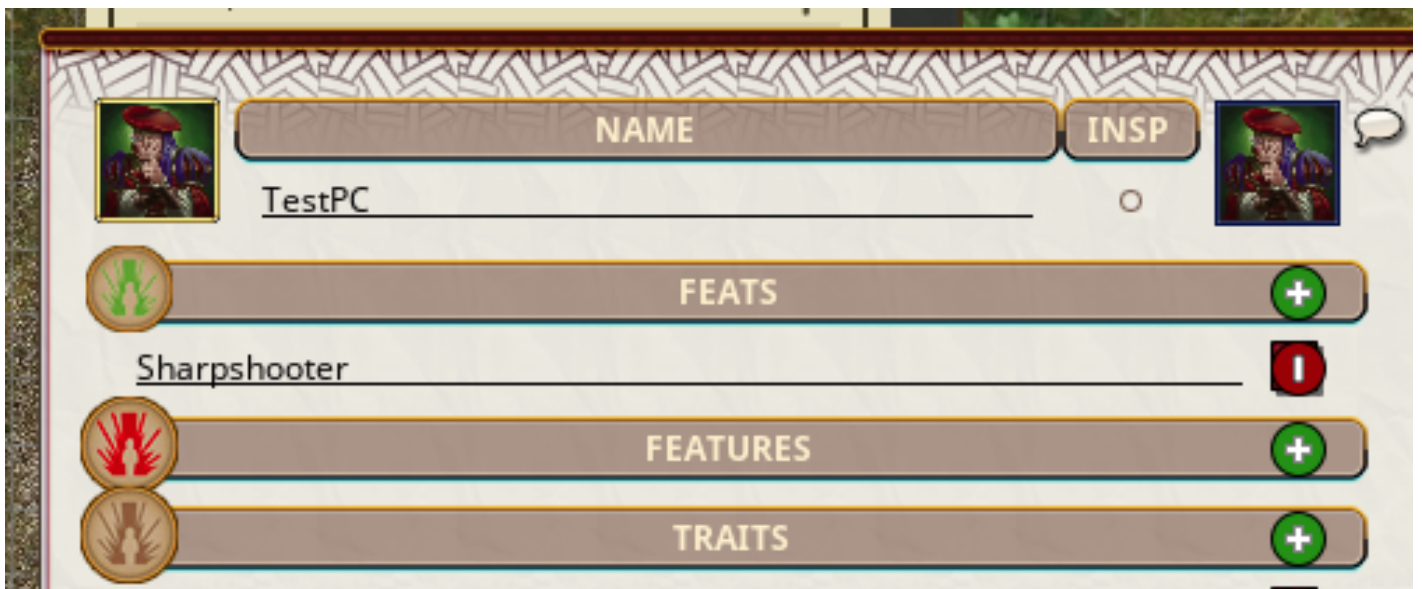 NAME INSP
TestPC
FEATS
Sharpshooter
FEATURES
TRAITS